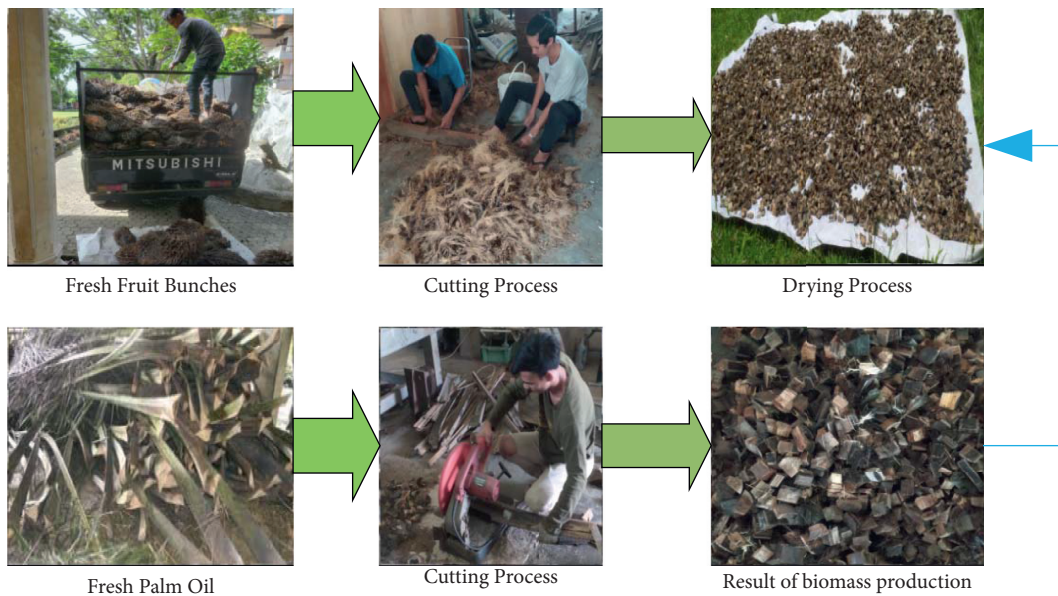 MITSUBISHI
Fresh Fruit Bunches
Cutting Process
Drying Process
Fresh Palm Oil
Cutting Process
Result of biomass production